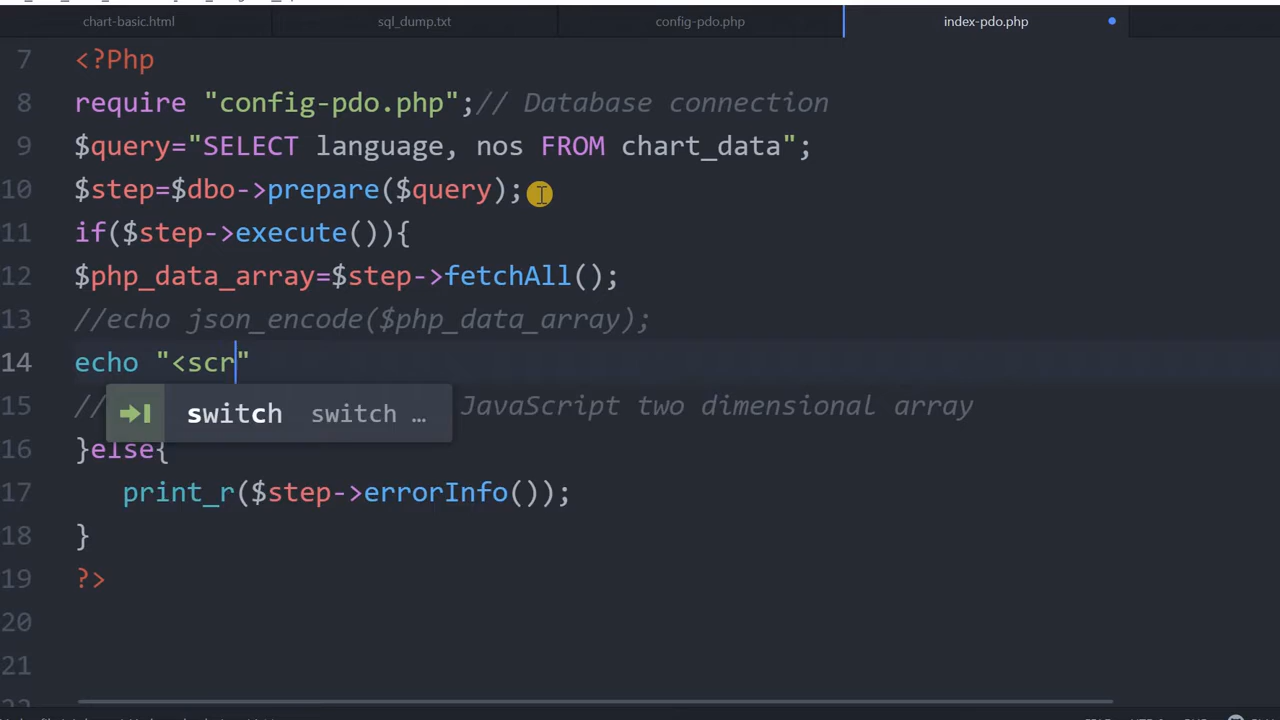 chart-basic.html sql_dump.txt config-pdo.php index-pdo.php
7 <?Php
8 require "config-pdo.php";// Database connection
9 $query="SELECT language, nos FROM chart_data";
10 $step=$dbo->prepare($query);
11 if($step->execute()){
12 $php_data_array=$step->fetchAll();
13 //echo json_encode($php_data_array);
14 echo "<scr"
switch switch …
15 // JavaScript two dimensional array
16 }else{
17 print_r($step->errorInfo());
18 }
19 ?>
20
21